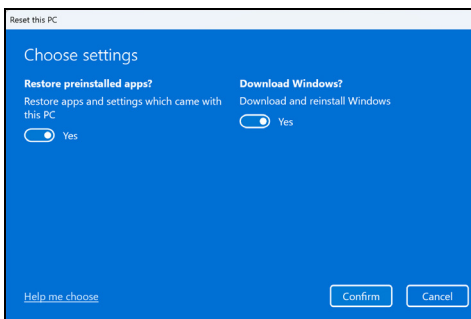 Reset this PC
Choose settings
Restore preinstalled apps?
Restore apps and settings which came with
this PC
Yes
Download Windows?
Download and reinstall Windows
Yes
Help me choose
Confirm
Cancel